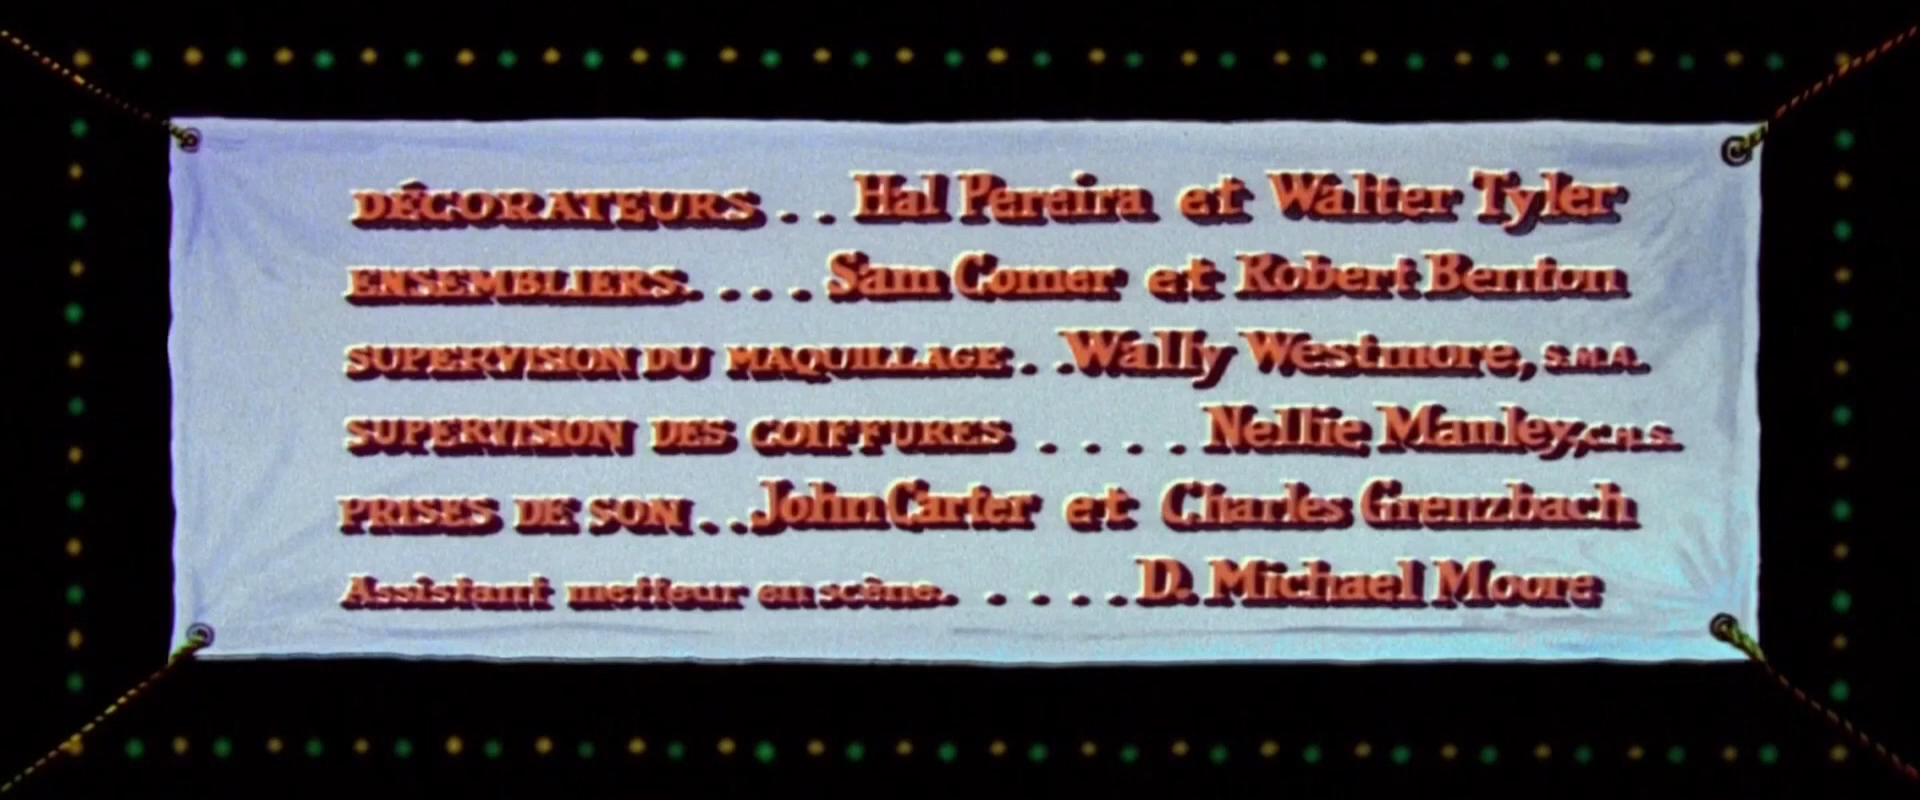 DÉCORATEURS . . Hal Pereira et Walter Tyler
ENSEMBLIERS. . . . Sam Comer et Robert Benton
SUPERVISION DU MAQUILLAGE . . Wally Westmore, S.M.A.
SUPERVISION DES COIFFURES . . . . Nellie Manley, C.H.S.
PRISES DE SON . . John Carter et Charles Grenzbach
Assistant metteur en scène. . . . . D. Michael Moore